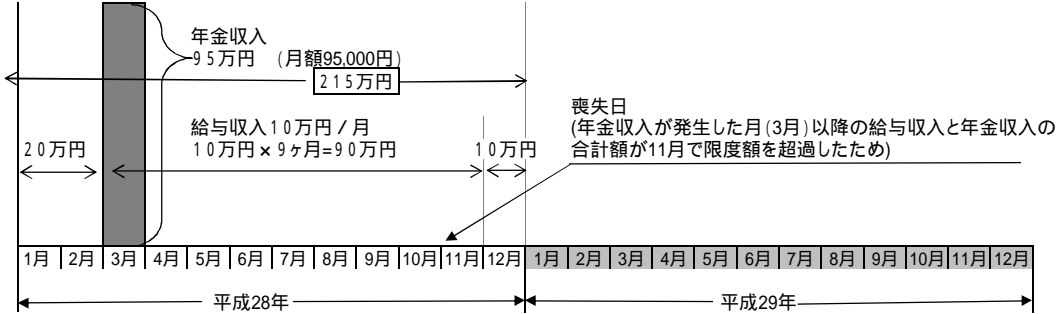 年金収入
95万円 (月額95,000円)
215万円
喪失日
(年金収入が発生した月(3月)以降の給与収入と年金収入の
合計額が11月で限度額を超過したため)
給与収入10万円/月
20万円 10万円×9ヶ月=90万円 10万円
1月 2月 3月 4月 5月 6月 7月 8月 9月 10月 11月 12月 1月 2月 3月 4月 5月 6月 7月 8月 9月 10月 11月 12月
平成28年 平成29年